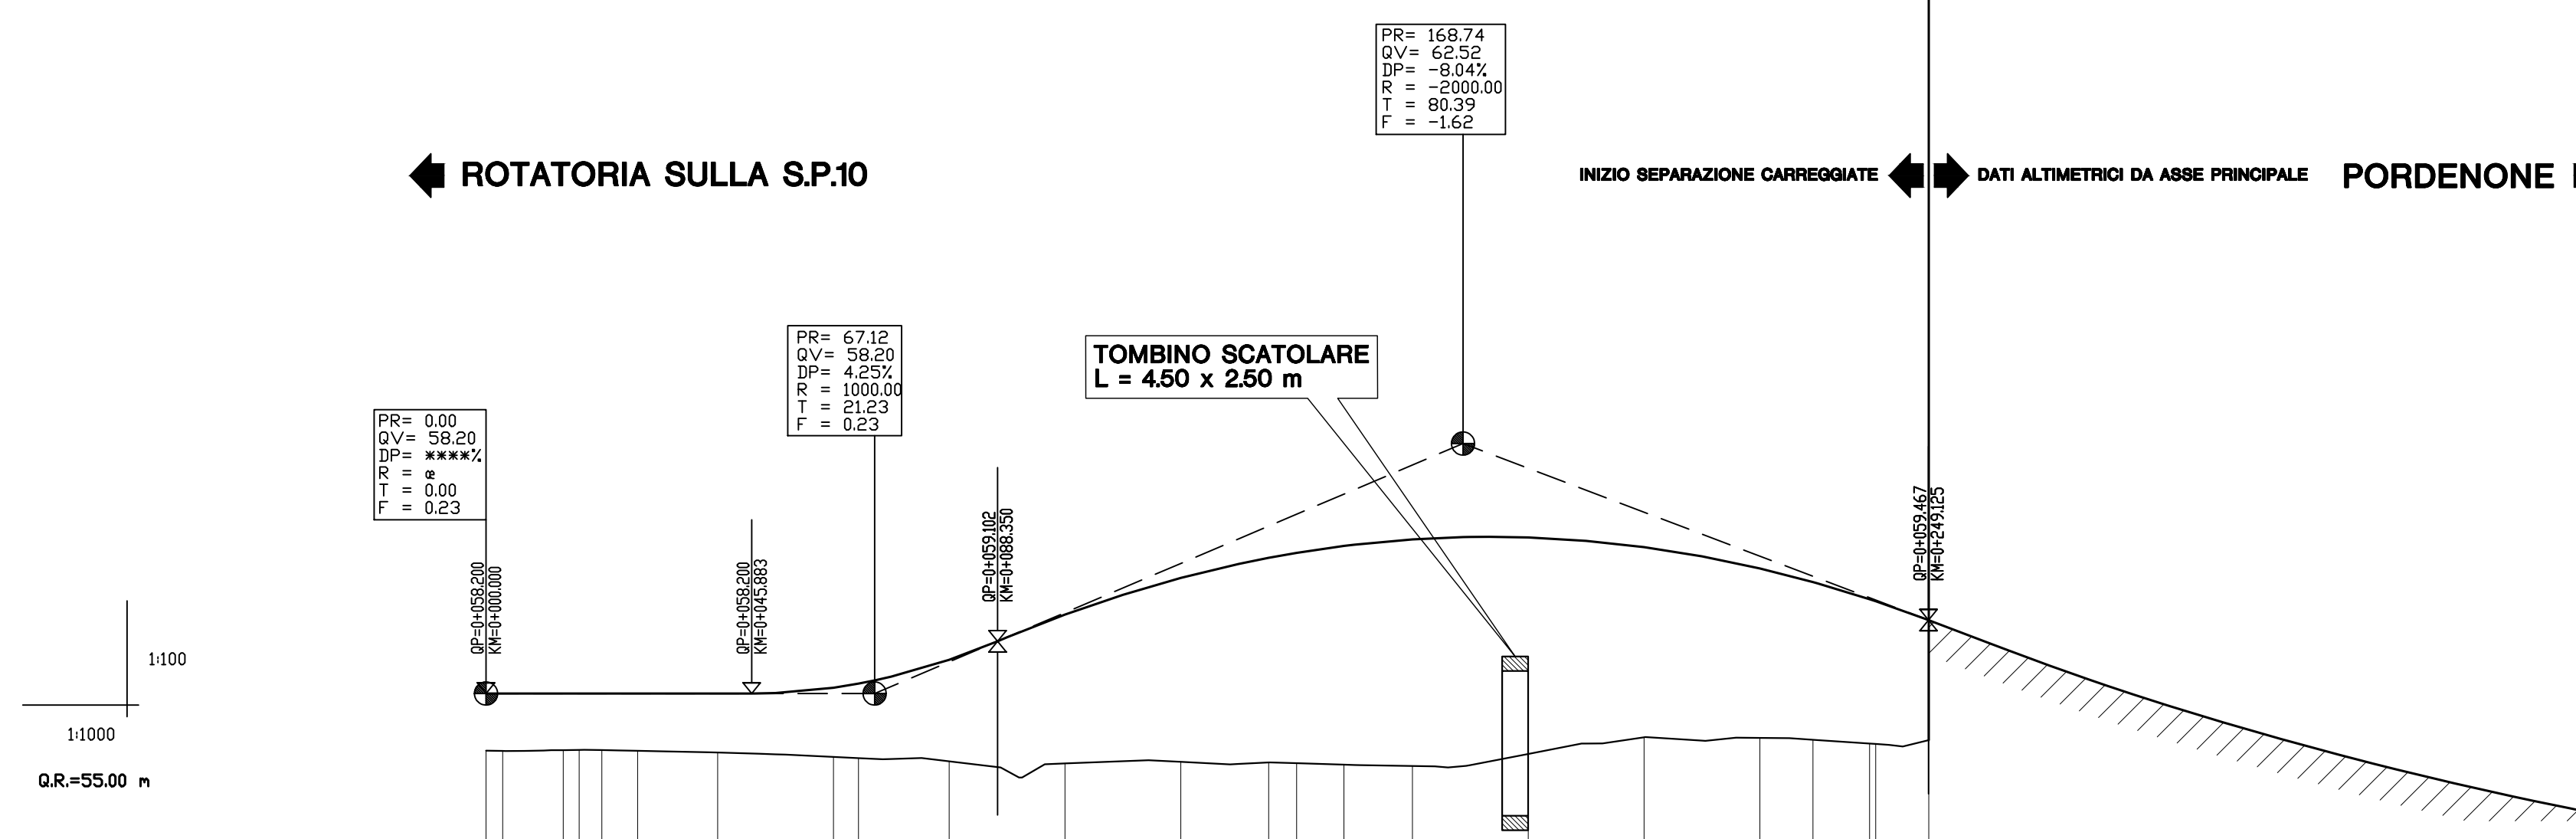 PR= 168.74
QV= 62.52
DP= -8.04%
R = -2000.00
T = 80.39
F = -1.62
ROTATORIA SULLA S.P.10
INIZIO SEPARAZIONE CARREGGIATE
DATI ALTIMETRICI DA ASSE PRINCIPALE
PORDENONE
PR= 67.12
QV= 58.20
DP= 4.25%
R = 1000.00
T = 21.23
F = 0.23
TOMBINO SCATOLARE
L = 4.50 x 2.50 m
PR= 0.00
QV= 58.20
DP= ****%
R = æ
T = 0.00
F = 0.23
QP=0+058.200
KM=0+000.000
QP=0+058.200
KM=0+045.883
QP=0+059.102
KM=0+088.350
QP=0+059.467
KM=0+249.125
1:100
1:1000
Q.R.=55.00 m